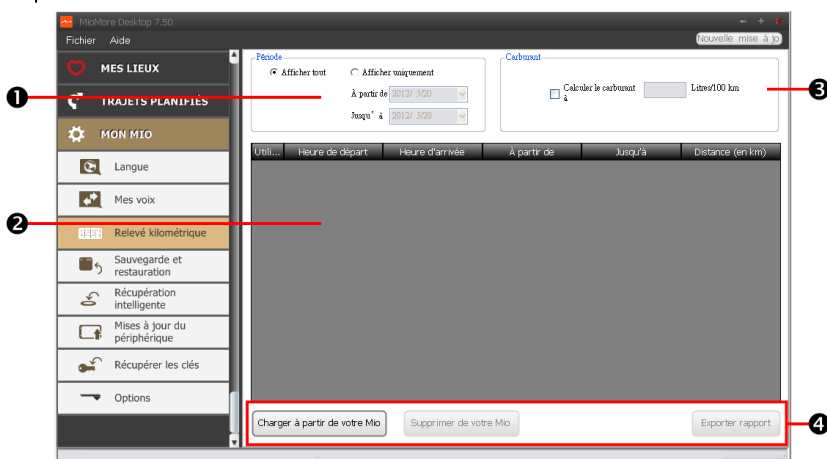 MioMore Desktop 7.50
Fichier Aide
Nouvelle mise à jo
MES LIEUX
TRAJETS PLANIFIÉS
MON MIO
Langue
Mes voix
Relevé kilométrique
Sauvegarde et
restauration
Récupération
intelligente
Mises à jour du
périphérique
Récupérer les clés
Options
Période
Afficher tout Afficher uniquement
À partir de 2012/ 3/20
Jusqu' à 2012/ 3/20
Carburant
Calculer le carburant Litres/100 km
à
Utili... Heure de départ Heure d'arrivée À partir de Jusqu'à Distance (en km)
Charger à partir de votre Mio Supprimer de votre Mio Exporter rapport
1
2
3
4